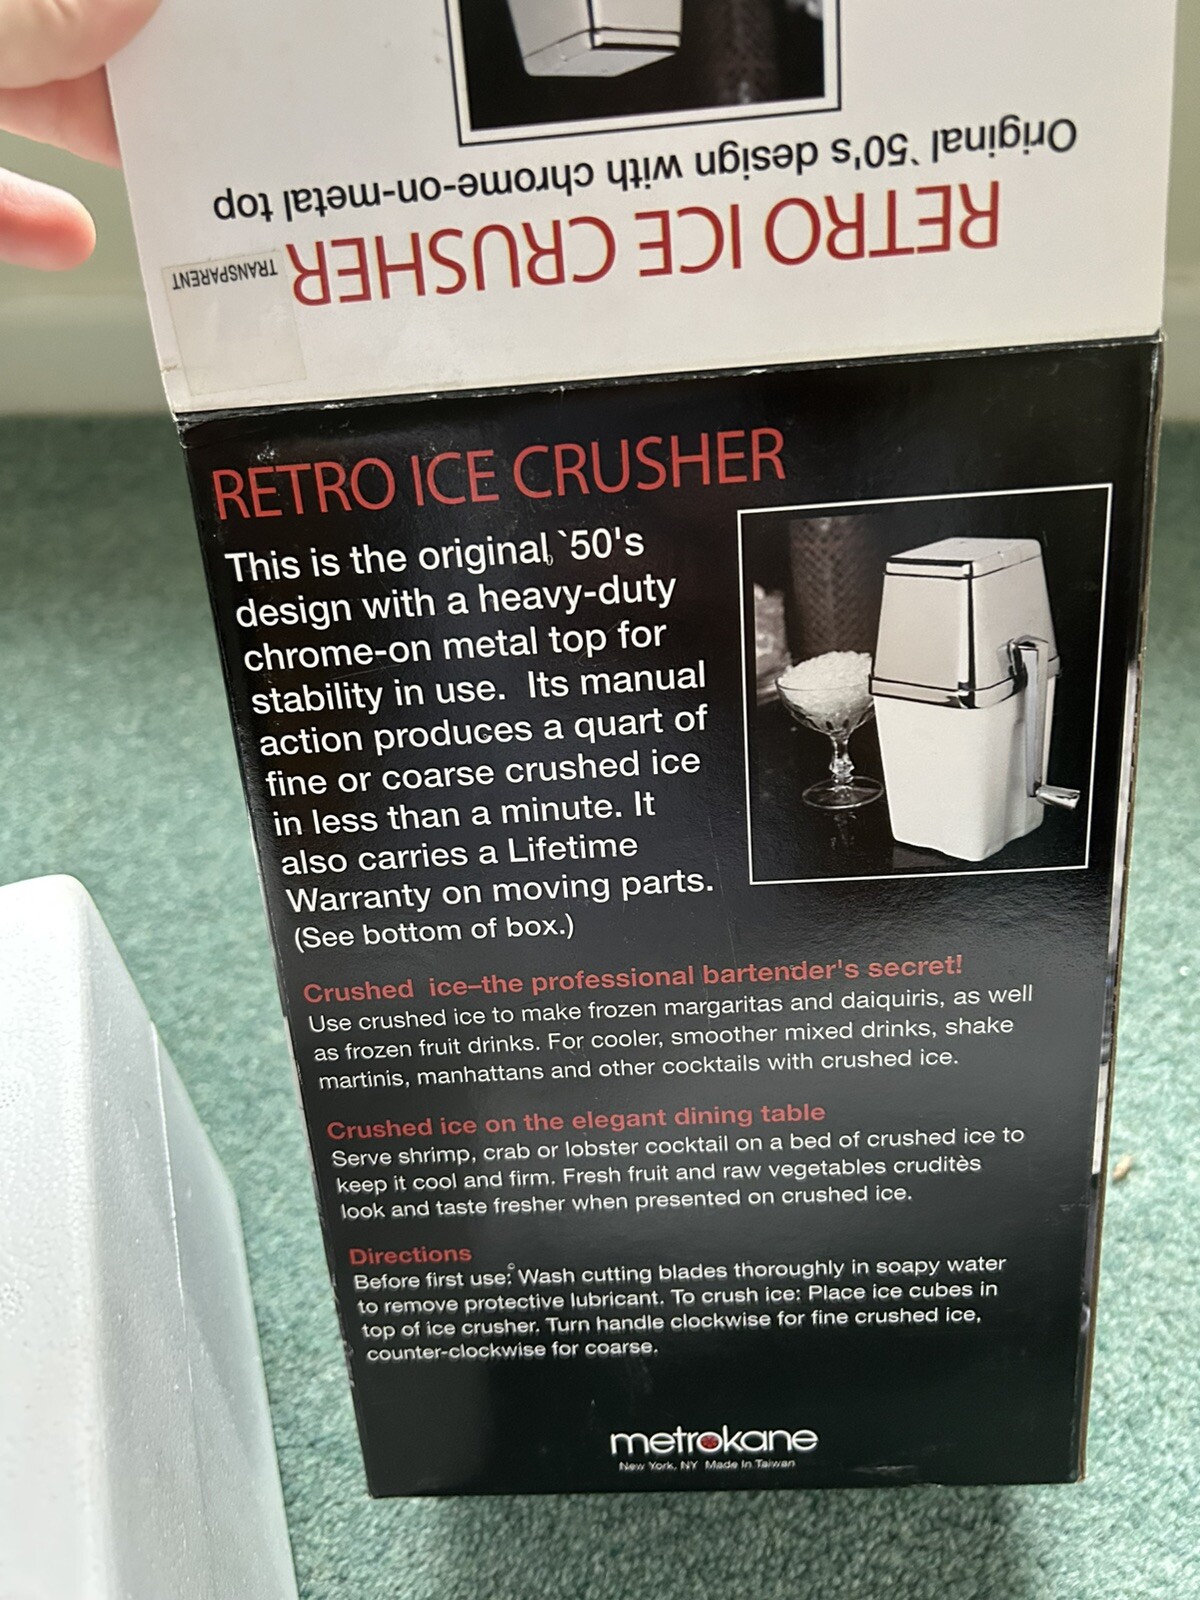 Original `50's design with chrome-on-metal top
RETRO ICE CRUSHER
TRANSPARENT
RETRO ICE CRUSHER
This is the original `50's
design with a heavy-duty
chrome-on metal top for
stability in use. Its manual
action produces a quart of
fine or coarse crushed ice
in less than a minute. It
also carries a Lifetime
Warranty on moving parts.
(See bottom of box.)
Crushed ice–the professional bartender's secret!
Use crushed ice to make frozen margaritas and daiquiris, as well
as frozen fruit drinks. For cooler, smoother mixed drinks, shake
martinis, manhattans and other cocktails with crushed ice.
Crushed ice on the elegant dining table
Serve shrimp, crab or lobster cocktail on a bed of crushed ice to
keep it cool and firm. Fresh fruit and raw vegetables cruditès
look and taste fresher when presented on crushed ice.
Directions
Before first use: Wash cutting blades thoroughly in soapy water
to remove protective lubricant. To crush ice: Place ice cubes in
top of ice crusher. Turn handle clockwise for fine crushed ice,
counter-clockwise for coarse.
metrokane
New York, NY Made In Taiwan